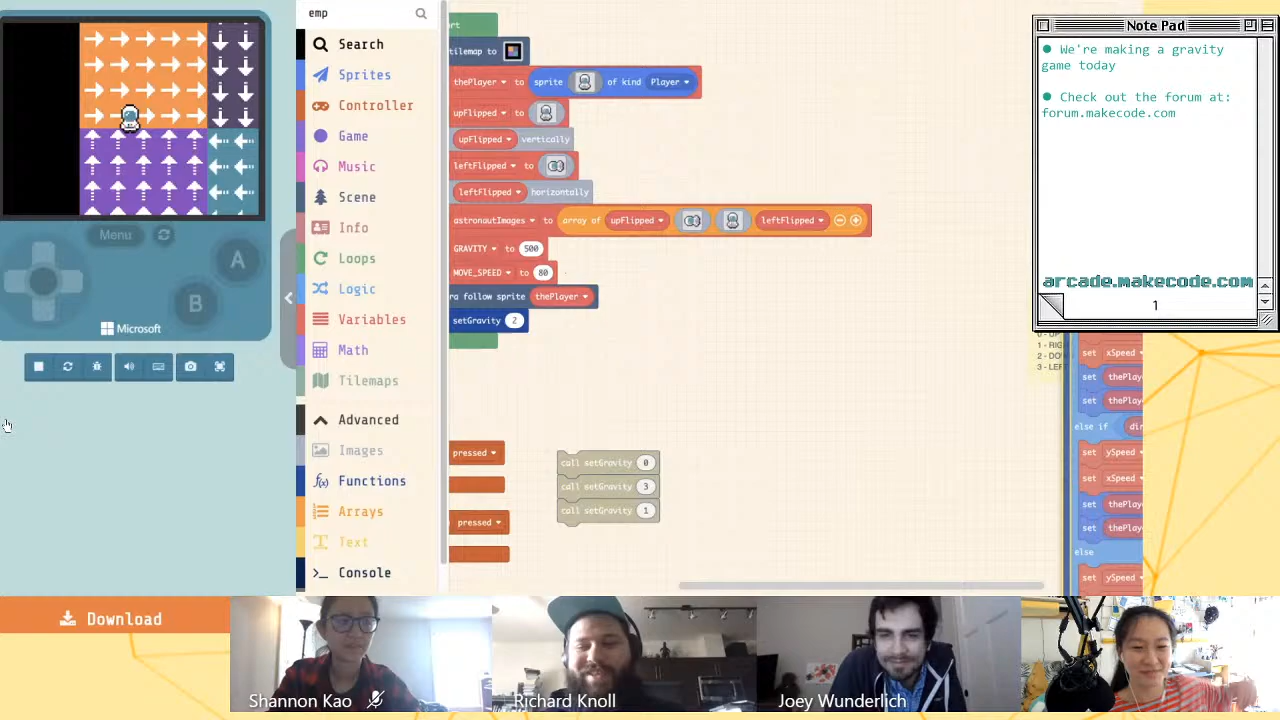 emp
Search
Sprites
Controller
Game
Music
Scene
Info
Loops
Logic
Variables
Math
Tilemaps
Advanced
Images
Functions
Arrays
Text
Console
Menu
A
B
Microsoft
Download
tilemap to
thePlayer to sprite of kind Player
upFlipped to
upFlipped vertically
leftFlipped to
leftFlipped horizontally
astronautImages to array of upFlipped leftFlipped
GRAVITY to 500
MOVE_SPEED to 80
ra follow sprite thePlayer
setGravity 2
pressed
pressed
call setGravity 0
call setGravity 3
call setGravity 1
Note Pad
• We're making a gravity
game today
• Check out the forum at:
forum.makecode.com
arcade.makecode.com
1
1 - RIG
2 - DO
3 - LEF
set xSpeed
set thePlay
set thePlay
else if dir
set ySpeed
set xSpeed
set thePlay
set thePlay
else
set ySpeed
Shannon Kao
Richard Knoll
Joey Wunderlich